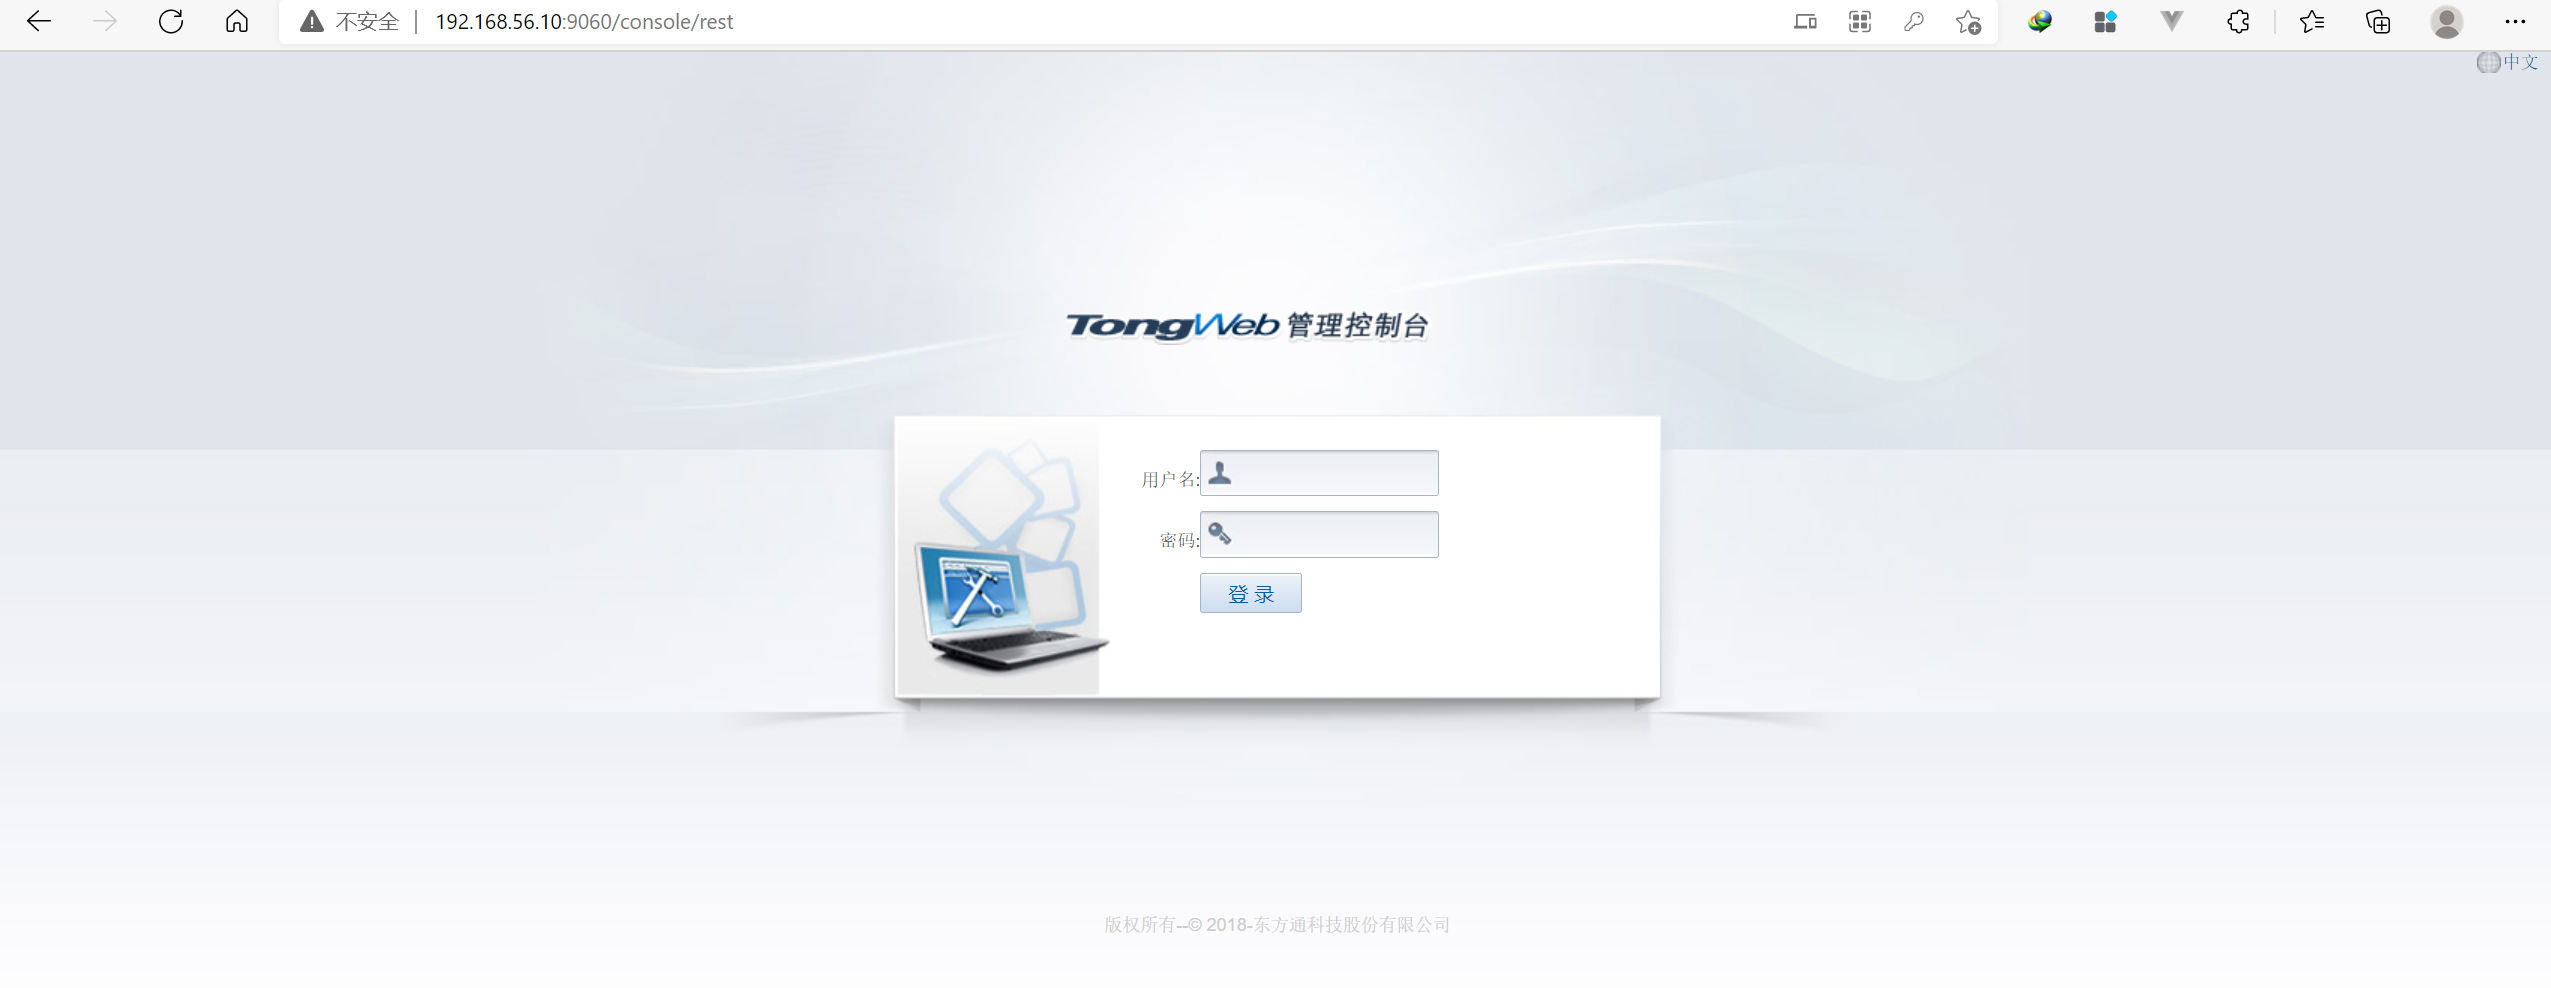 不安全 192.168.56.10:9060/console/rest
中文
TongWeb 管理控制台
用户名:
密码:
登 录
版权所有--© 2018-东方通科技股份有限公司